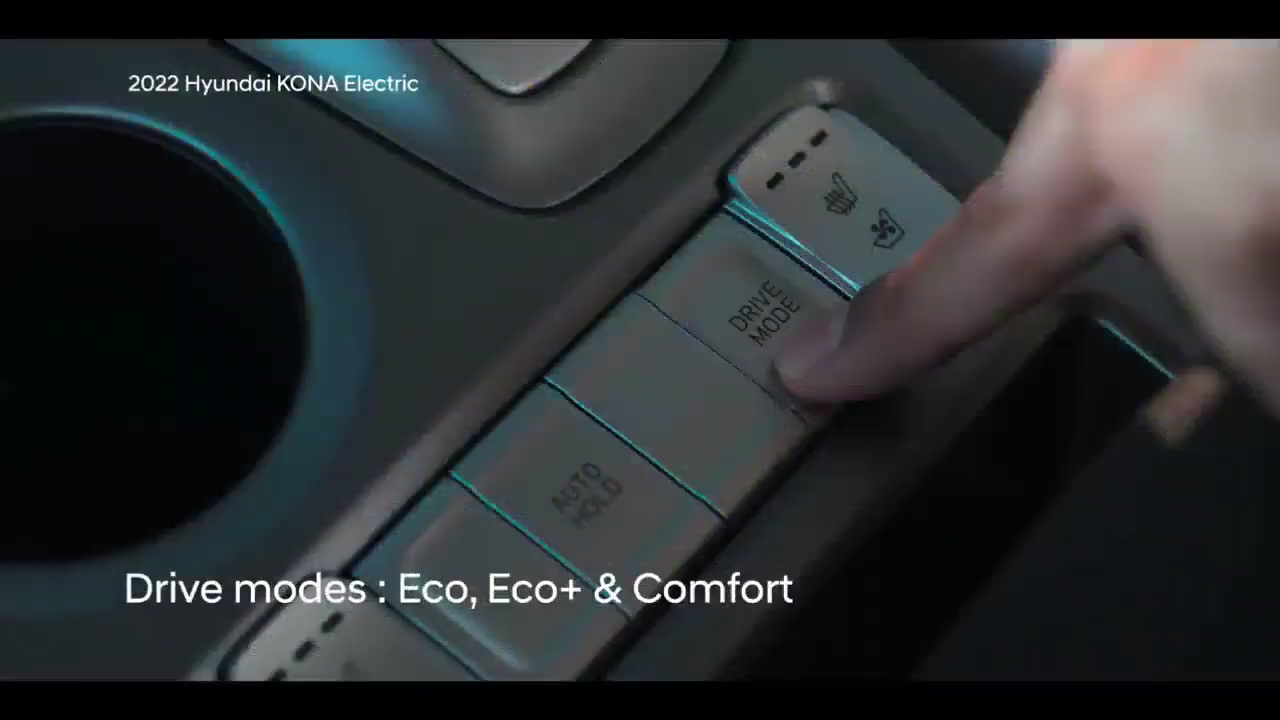 2022 Hyundai KONA Electric
DRIVE
MODE
AUTO
HOLD
Drive modes : Eco, Eco+ & Comfort